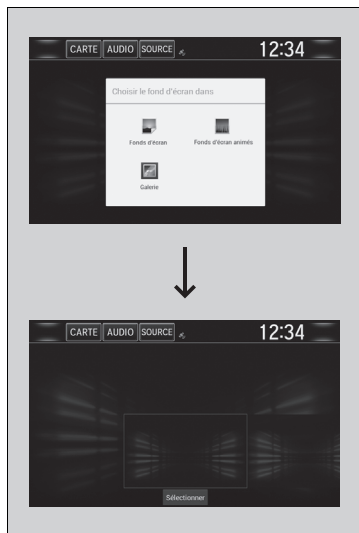 CARTE AUDIO SOURCE 12:34
Choisir le fond d'écran dans
Fonds d'écran Fonds d'écran animés
Galerie
CARTE AUDIO SOURCE 12:34
Sélectionner